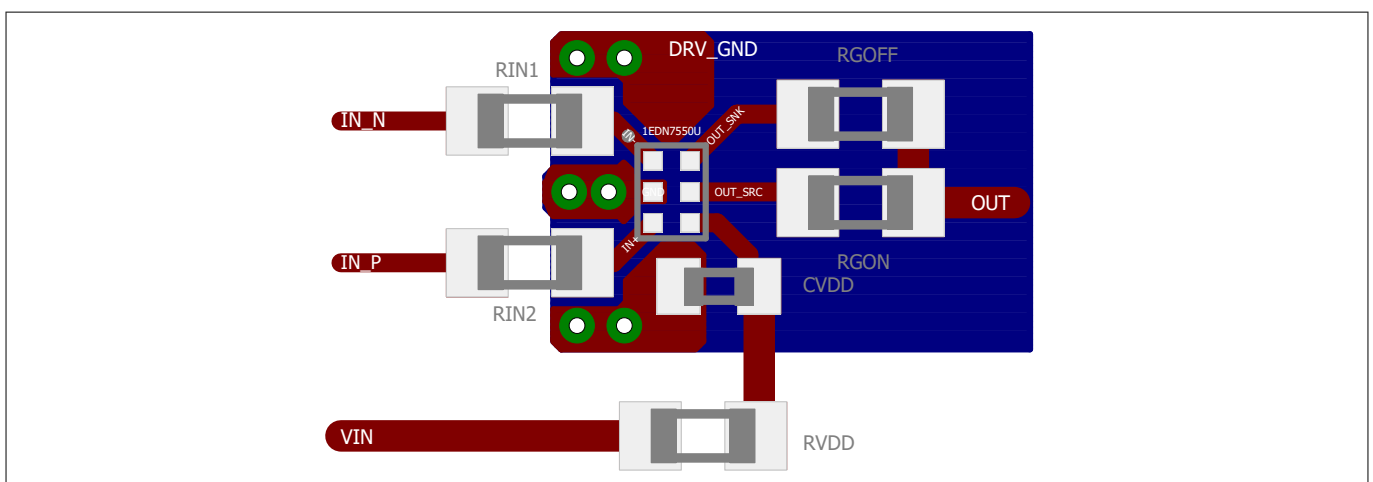 DRV_GND
RGOFF
RIN1
IN_N
1EDN7550U
OUT_SNK
GND
OUT_SRC
OUT
IN+
IN_P
RGON
CVDD
RIN2
VIN
RVDD